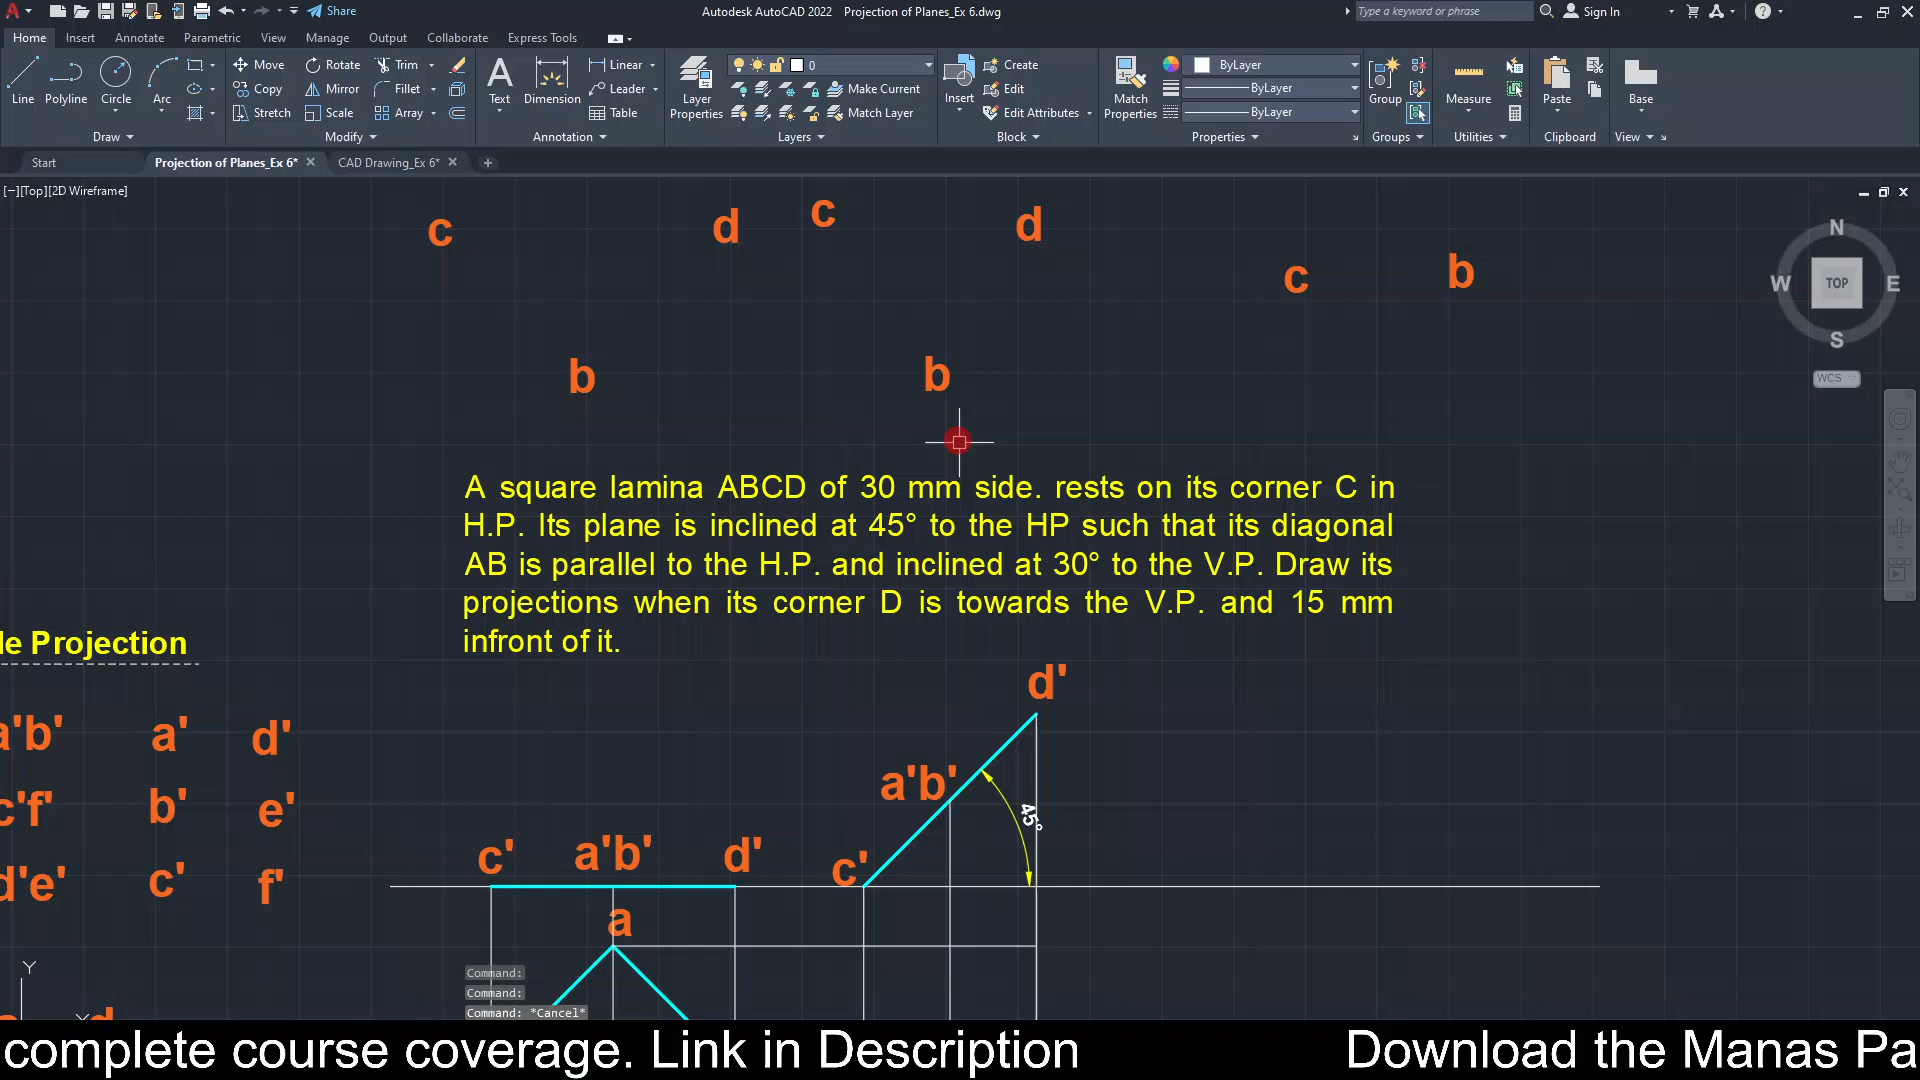 Share
Autodesk AutoCAD 2022 Projection of Planes_Ex 6.dwg
Type a keyword or phrase
Sign In
Home Insert Annotate Parametric View Manage Output Collaborate Express Tools
Line Polyline Circle Arc
Move Rotate Trim
Copy Mirror Fillet
Stretch Scale Array
Text Dimension
Linear
Leader
Table
Layer Properties
0
Make Current
Match Layer
Insert
Create
Edit
Edit Attributes
Match Properties
ByLayer
ByLayer
ByLayer
Group
Measure
Paste
Base
Draw Modify Annotation Layers Block Properties Groups Utilities Clipboard View
Start Projection of Planes_Ex 6* CAD Drawing_Ex 6*
[−][Top][2D Wireframe]
c d c d
c b
b b
N
W TOP E
S
WCS
A square lamina ABCD of 30 mm side. rests on its corner C in
H.P. Its plane is inclined at 45° to the HP such that its diagonal
AB is parallel to the H.P. and inclined at 30° to the V.P. Draw its
projections when its corner D is towards the V.P. and 15 mm
infront of it.
le Projection
d'
a'b' a' d'
a'b'
45°
c'f' b' e'
c' a'b' d' c'
d'e' c' f'
a
Y
d
Command:
Command:
Command: *Cancel*
complete course coverage. Link in Description Download the Manas Pa